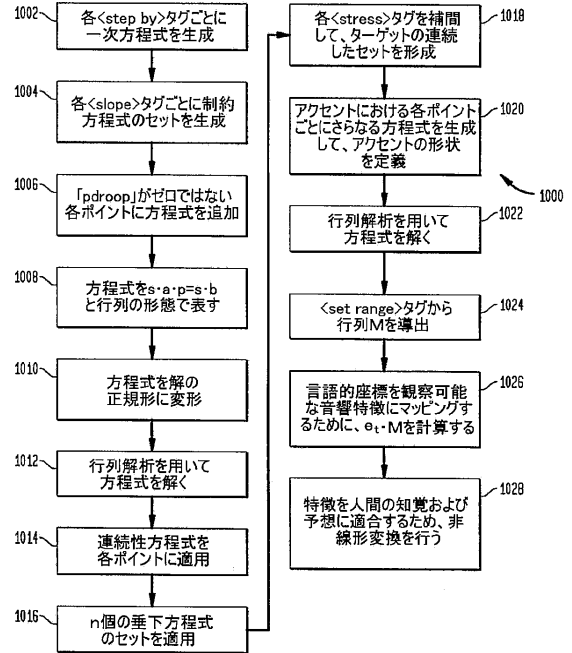 1002
各<step by>タグごとに
一次方程式を生成
1004
各<slope>タグごとに制約
方程式のセットを生成
1006
「pdroop」がゼロではない
各ポイントに方程式を追加
1008
方程式をs・a・p=s・b
と行列の形態で表す
1010
方程式を解の
正規形に変形
1012
行列解析を用いて
方程式を解く
1014
連続性方程式を
各ポイントに適用
1016
n個の垂下方程式
のセットを適用
1018
各<stress>タグを補間
して、ターゲットの連続
したセットを形成
1020
アクセントにおける各ポイント
ごとにさらなる方程式を生成
して、アクセントの形状
を定義
1000
1022
行列解析を用いて
方程式を解く
1024
<set range>タグから
行列Mを導出
1026
言語的座標を観察可能
な音響特徴にマッピングす
るために、et・Mを計算する
1028
特徴を人間の知覚および
予想に適合するため、非
線形変換を行う